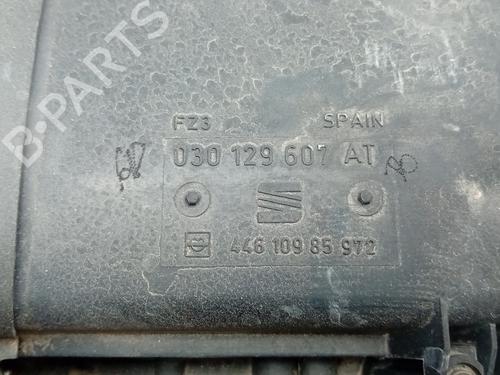 B-PARTS
FZ3 SPAIN
030 129 607 AT
446 109 85 972